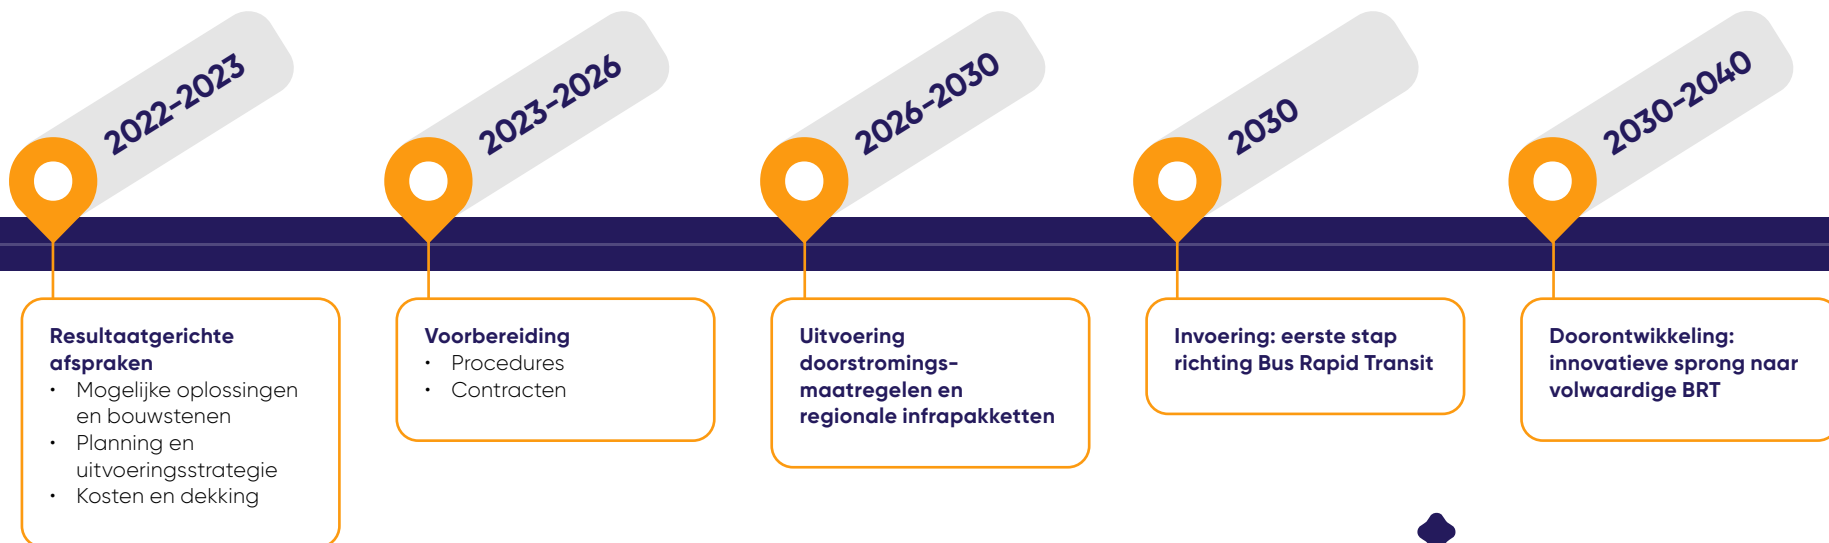 2022-2023
Resultaatgerichte
afspraken
• Mogelijke oplossingen
en bouwstenen
• Planning en
uitvoeringsstrategie
• Kosten en dekking
2023-2026
Voorbereiding
• Procedures
• Contracten
2026-2030
Uitvoering
doorstromings-
maatregelen en
regionale infrapakketten
2030
Invoering: eerste stap
richting Bus Rapid Transit
2030-2040
Doorontwikkeling:
innovatieve sprong naar
volwaardige BRT